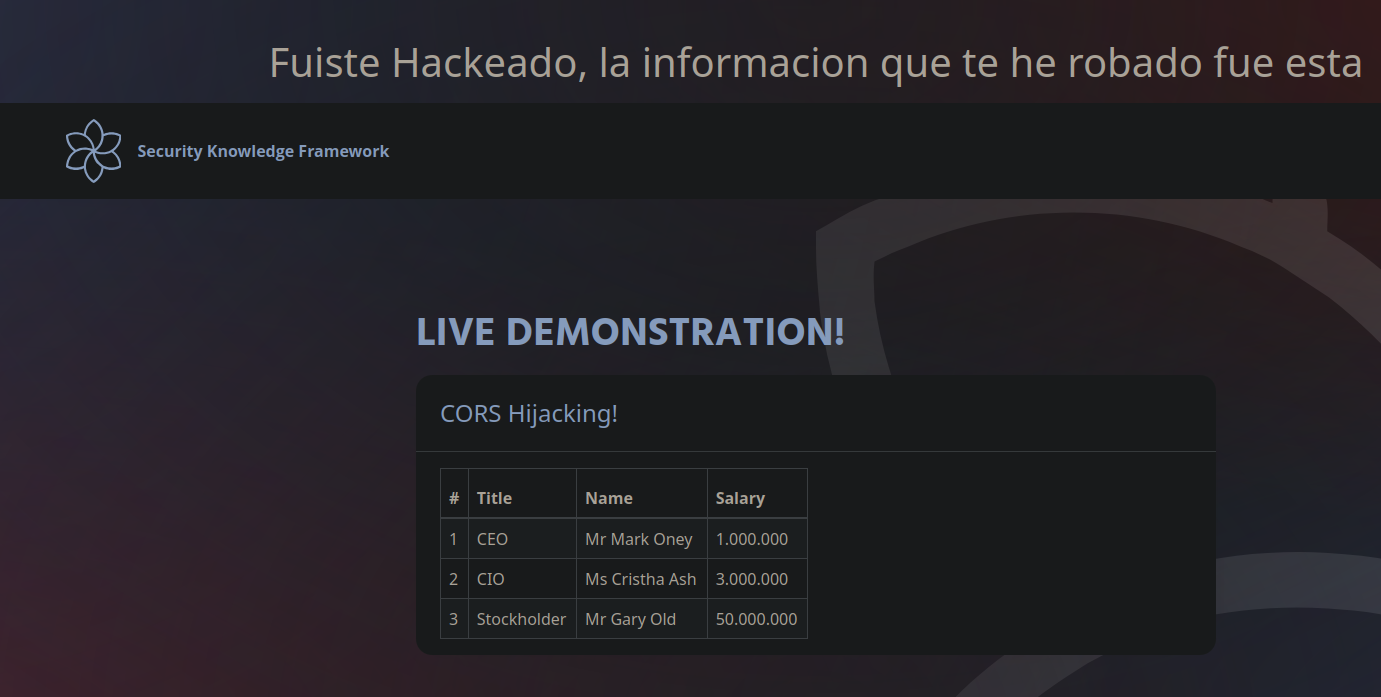 Fuiste Hackeado, la informacion que te he robado fue esta
Security Knowledge Framework
LIVE DEMONSTRATION!
CORS Hijacking!
# Title Name Salary
1 CEO Mr Mark Oney 1.000.000
2 CIO Ms Cristha Ash 3.000.000
3 Stockholder Mr Gary Old 50.000.000